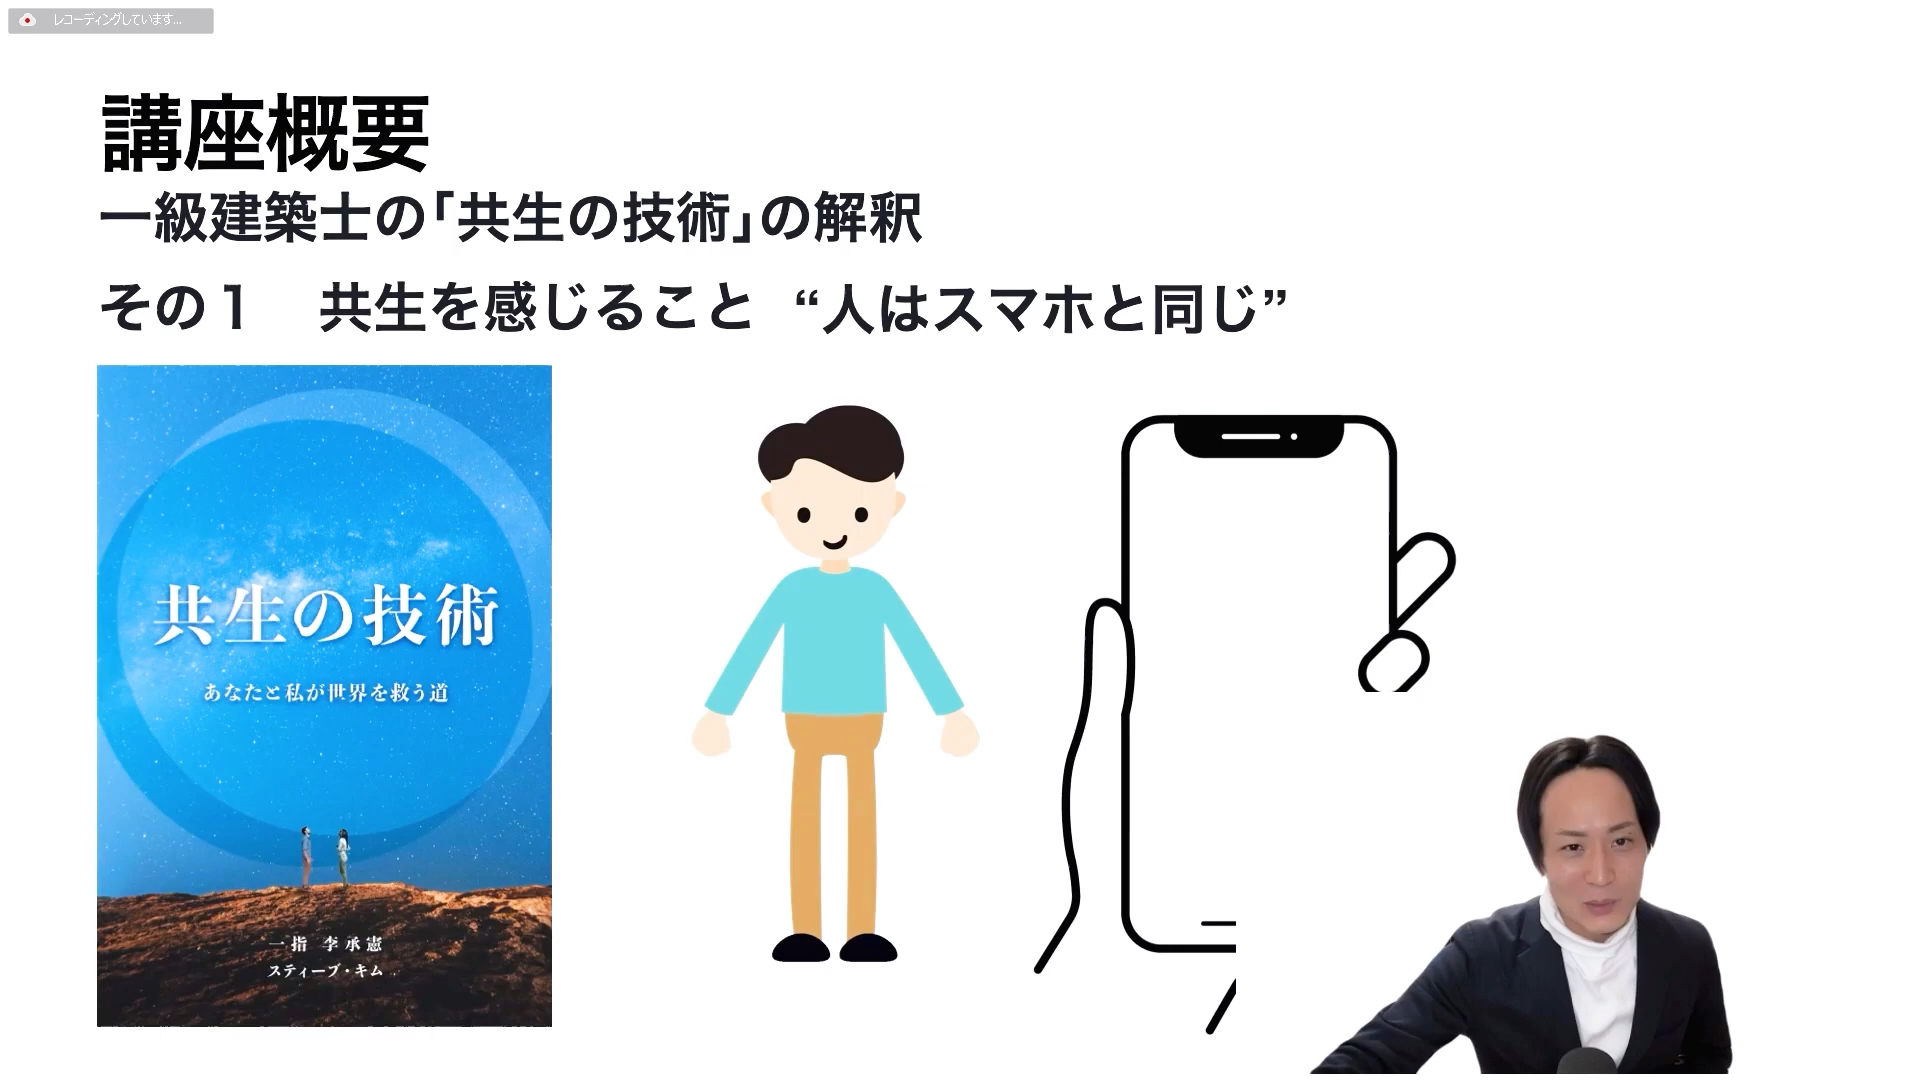 レコーディングしています...
講座概要
一級建築士の「共生の技術」の解釈
その１　共生を感じること “人はスマホと同じ”
共生の技術
あなたと私が世界を救う道
一指 李承憲
スティーブ・キム